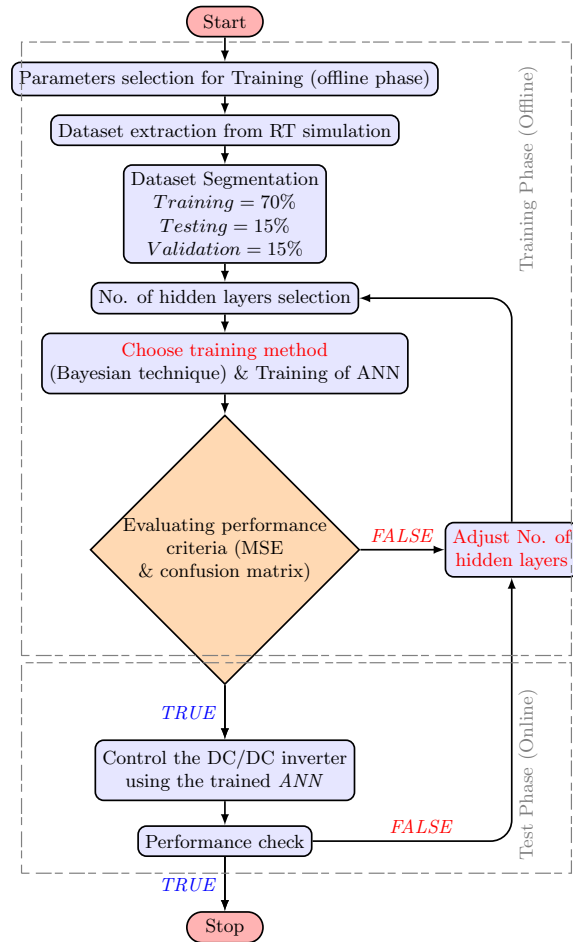 Start
Parameters selection for Training (offline phase)
Dataset extraction from RT simulation
Dataset Segmentation
Training = 70%
Testing = 15%
Validation = 15%
No. of hidden layers selection
Choose training method
(Bayesian technique) & Training of ANN
Evaluating performance
criteria (MSE
& confusion matrix)
FALSE
Adjust No. of
hidden layers
Training Phase (Offline)
TRUE
Control the DC/DC inverter
using the trained ANN
Performance check
FALSE
Test Phase (Online)
TRUE
Stop